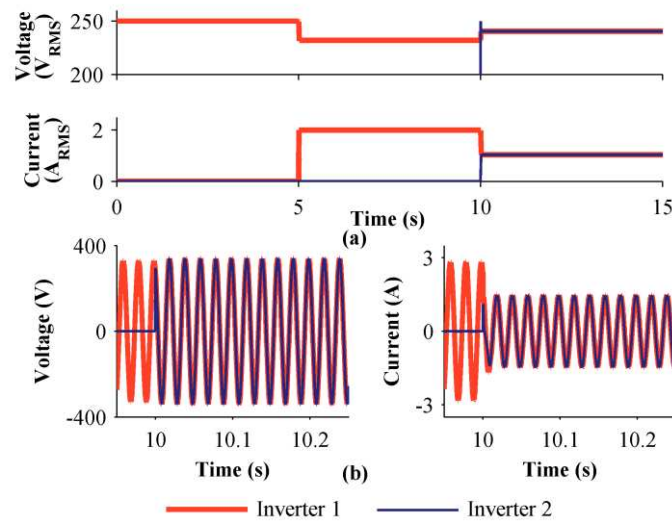 Voltage
(V_RMS)
250
200
Current
(A_RMS)
2
0
0
5
10
15
Time (s)
(a)
Voltage (V)
400
0
-400
10
10.1
10.2
Time (s)
Current (A)
3
0
-3
10
10.1
10.2
Time (s)
(b)
Inverter 1
Inverter 2